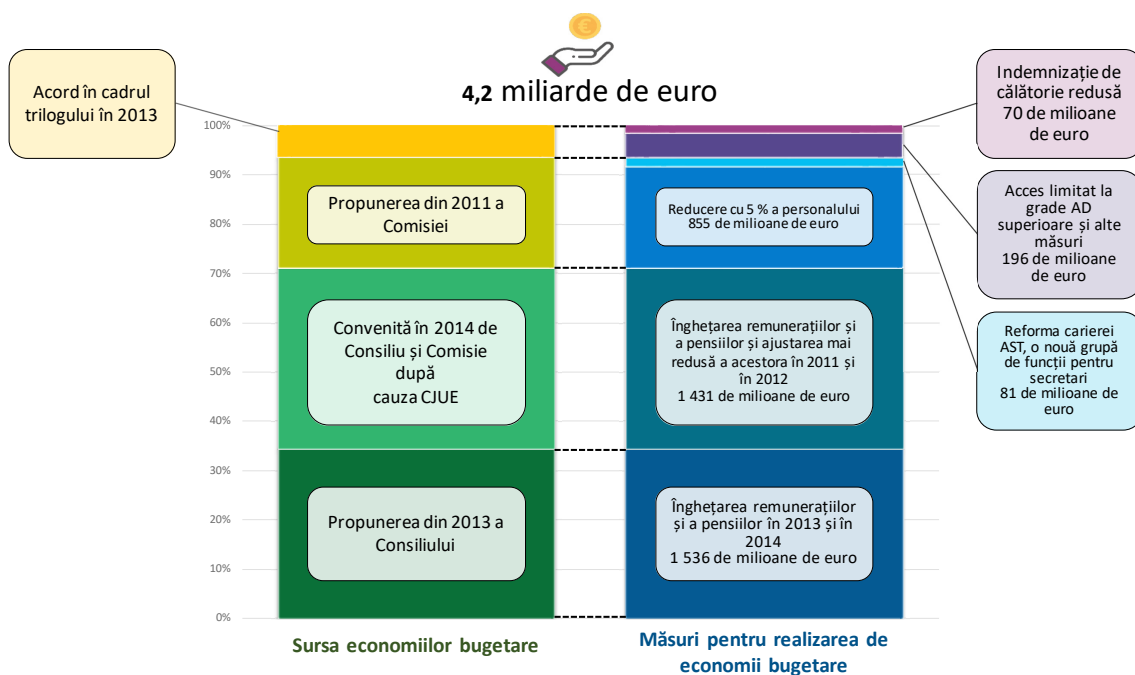 4,2 miliarde de euro
Acord în cadrul
trilogului în 2013
100%
90%
80%
70%
60%
50%
40%
30%
20%
10%
0%
Propunerea din 2011 a
Comisiei
Convenită în 2014 de
Consiliu și Comisie
după
cauza CJUE
Propunerea din 2013 a
Consiliului
Sursa economiilor bugetare
Reducere cu 5 % a personalului
855 de milioane de euro
Înghețarea remunerațiilor și
a pensiilor și ajustarea mai
redusă a acestora în 2011 și
în 2012
1 431 de milioane de euro
Înghețarea remunerațiilor
și a pensiilor în 2013 și în
2014
1 536 de milioane de euro
Măsuri pentru realizarea de
economii bugetare
Indemnizație de
călătorie redusă
70 de milioane
de euro
Acces limitat la
grade AD
superioare și alte
măsuri
196 de milioane
de euro
Reforma carierei
AST, o nouă grupă
de funcții pentru
secretari
81 de milioane de
euro